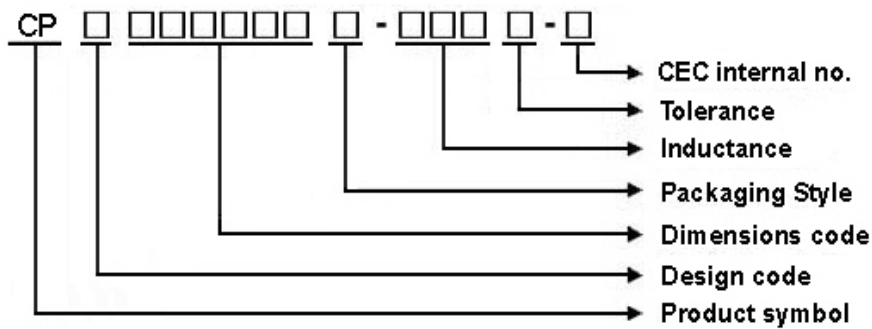 CP □ □□□□□□ □ - □□□ □ - □
CEC internal no.
Tolerance
Inductance
Packaging Style
Dimensions code
Design code
Product symbol